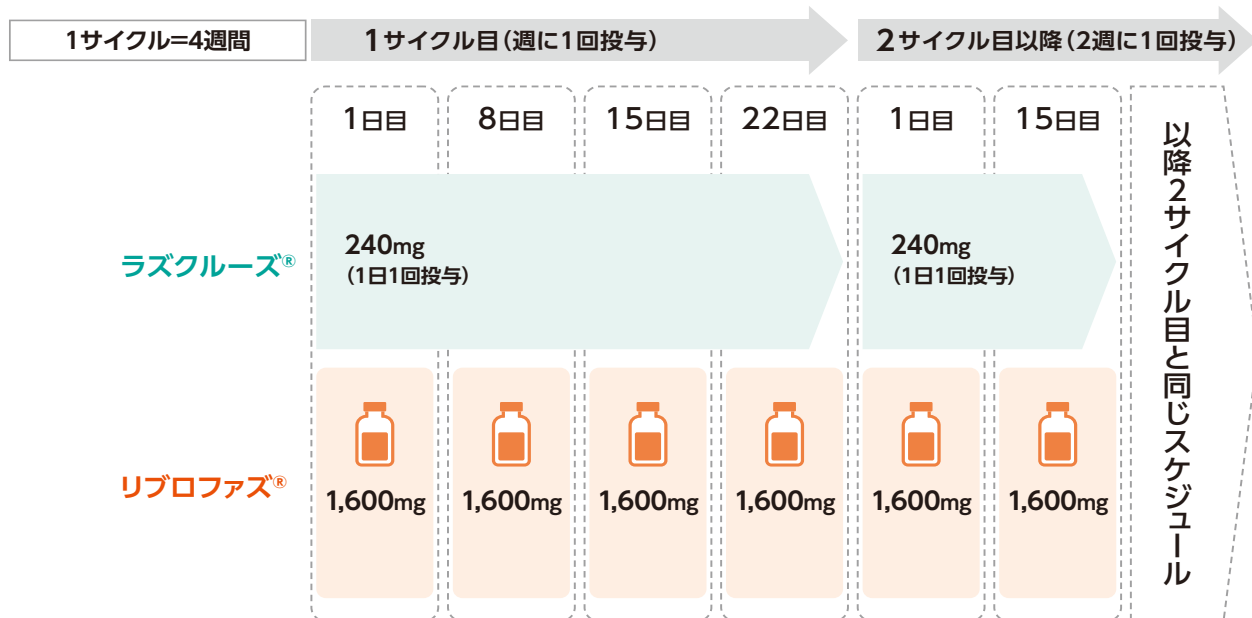 1サイクル=4週間
1サイクル目(週に1回投与)
2サイクル目以降(2週に1回投与)
1日目
8日目
15日目
22日目
1日目
15日目
以降2サイクル目と同じスケジュール
ラズクルーズ®
240mg
(1日1回投与)
240mg
(1日1回投与)
リブロファズ®
1,600mg
1,600mg
1,600mg
1,600mg
1,600mg
1,600mg